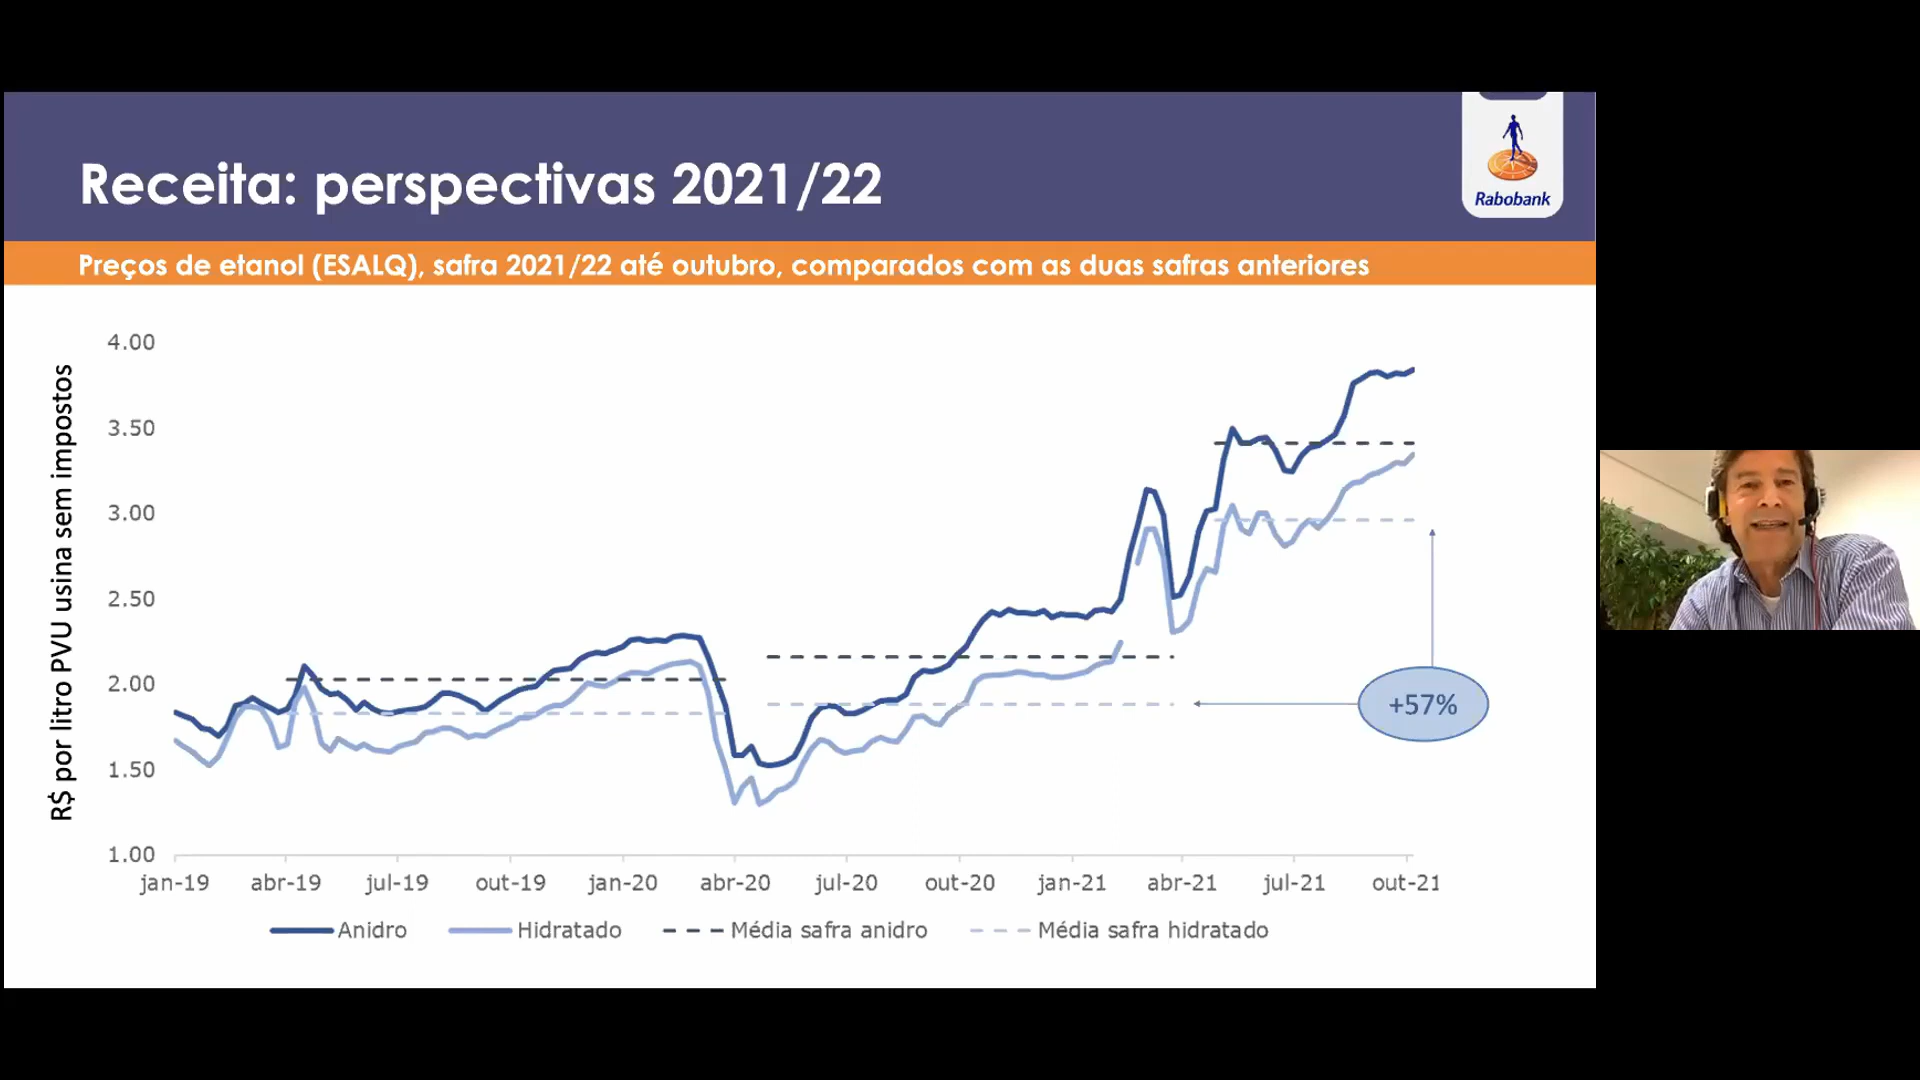 Receita: perspectivas 2021/22
Rabobank
Preços de etanol (ESALQ), safra 2021/22 até outubro, comparados com as duas safras anteriores
R$ por litro PVU usina sem impostos
4.00
3.50
3.00
2.50
2.00
1.50
1.00
+57%
jan-19 abr-19 jul-19 out-19 jan-20 abr-20 jul-20 out-20 jan-21 abr-21 jul-21 out-21
Anidro Hidratado Média safra anidro Média safra hidratado